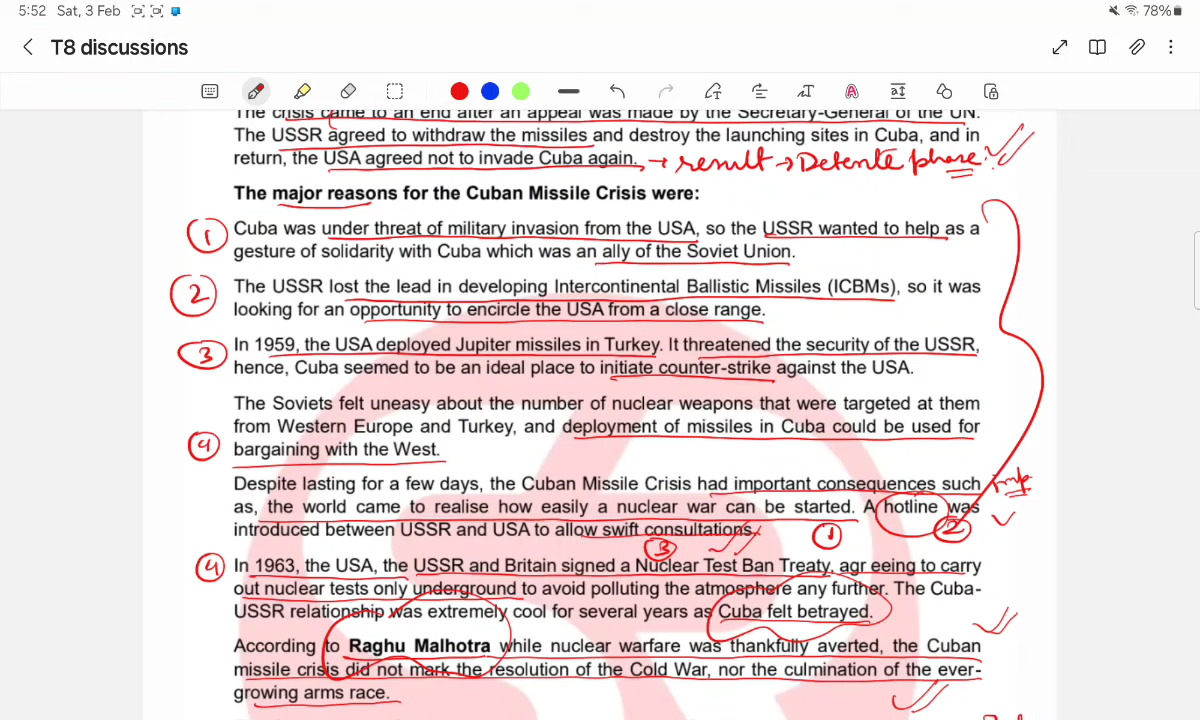 5:52 Sat, 3 Feb
78%
T8 discussions
The crisis came to an end after an appeal was made by the Secretary-General of the UN.
The USSR agreed to withdraw the missiles and destroy the launching sites in Cuba, and in
return, the USA agreed not to invade Cuba again. → result → Detente phase.
The major reasons for the Cuban Missile Crisis were:
1 Cuba was under threat of military invasion from the USA, so the USSR wanted to help as a
gesture of solidarity with Cuba which was an ally of the Soviet Union.
2 The USSR lost the lead in developing Intercontinental Ballistic Missiles (ICBMs), so it was
looking for an opportunity to encircle the USA from a close range.
3 In 1959, the USA deployed Jupiter missiles in Turkey. It threatened the security of the USSR,
hence, Cuba seemed to be an ideal place to initiate counter-strike against the USA.
The Soviets felt uneasy about the number of nuclear weapons that were targeted at them
from Western Europe and Turkey, and deployment of missiles in Cuba could be used for
4 bargaining with the West.
Despite lasting for a few days, the Cuban Missile Crisis had important consequences such imp
as, the world came to realise how easily a nuclear war can be started. A hotline was
introduced between USSR and USA to allow swift consultations. 1 2
3
4 In 1963, the USA, the USSR and Britain signed a Nuclear Test Ban Treaty, agr eeing to carry
out nuclear tests only underground to avoid polluting the atmosphere any further. The Cuba-
USSR relationship was extremely cool for several years as Cuba felt betrayed.
According to Raghu Malhotra while nuclear warfare was thankfully averted, the Cuban
missile crisis did not mark the resolution of the Cold War, nor the culmination of the ever-
growing arms race.